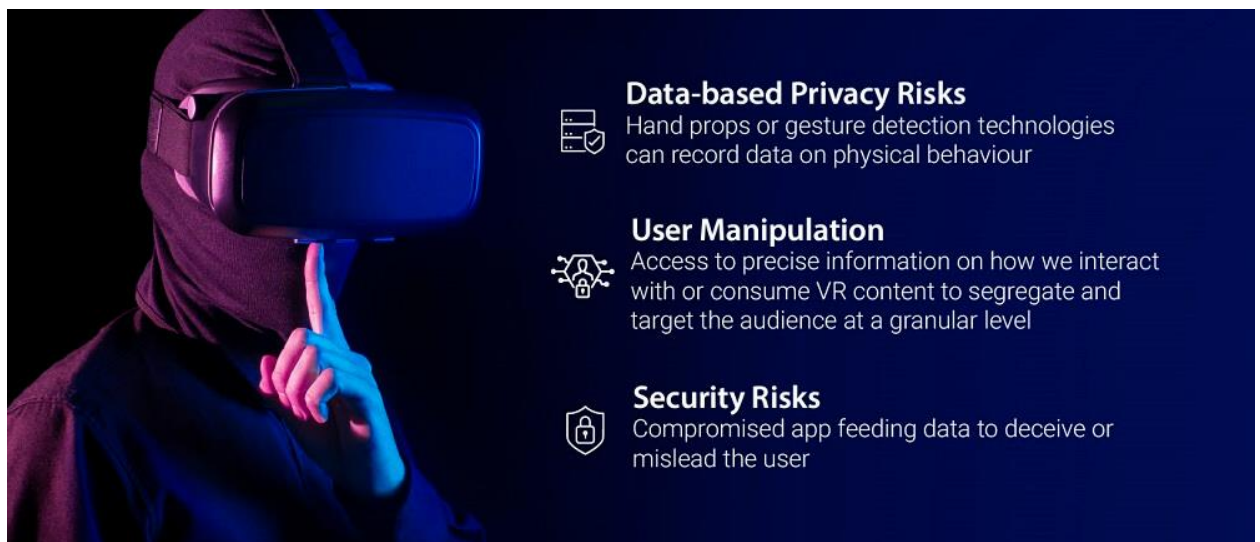 Data-based Privacy Risks
Hand props or gesture detection technologies
can record data on physical behaviour
User Manipulation
Access to precise information on how we interact
with or consume VR content to segregate and
target the audience at a granular level
Security Risks
Compromised app feeding data to deceive or
mislead the user